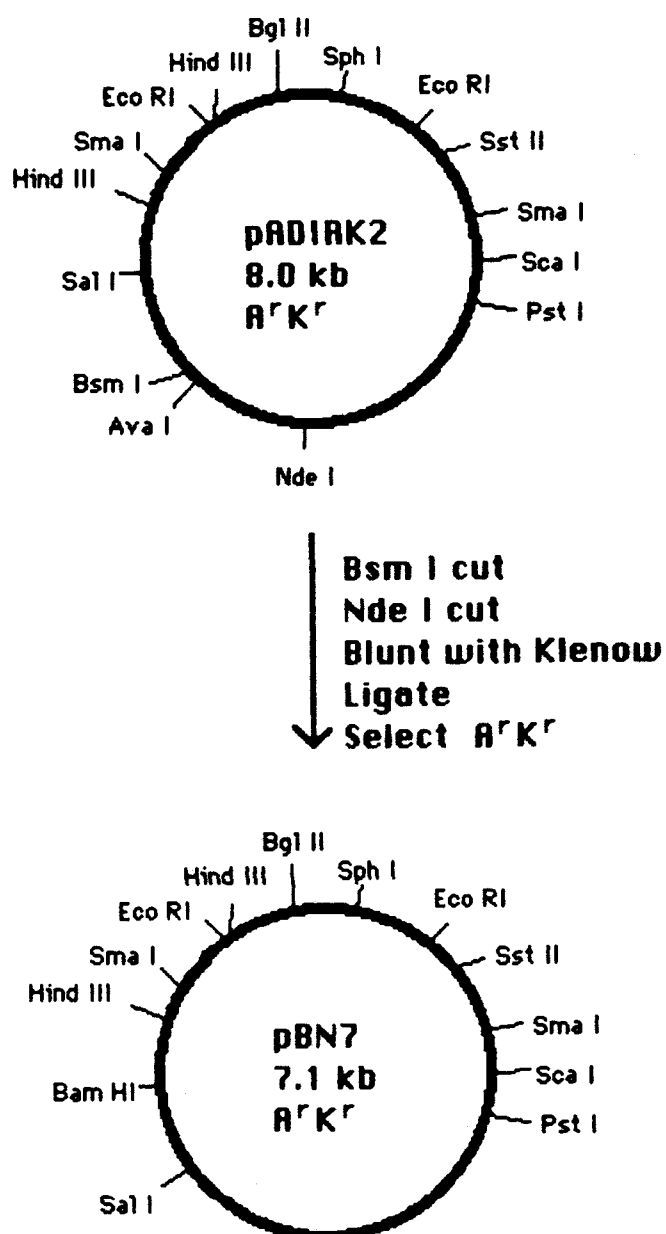 Bgl II
Hind III
Sph I
Eco RI
Eco RI
Sma I
Sst II
Hind III
Sma I
pADIAK2
8.0 kb
AʳKʳ
Sca I
Sal I
Pst I
Bsm I
Ava I
Nde I
Bsm I cut
Nde I cut
Blunt with Klenow
Ligate
Select AʳKʳ
Bgl II
Hind III
Sph I
Eco RI
Eco RI
Sma I
Sst II
Hind III
Sma I
pBN7
7.1 kb
AʳKʳ
Sca I
Bam HI
Pst I
Sal I